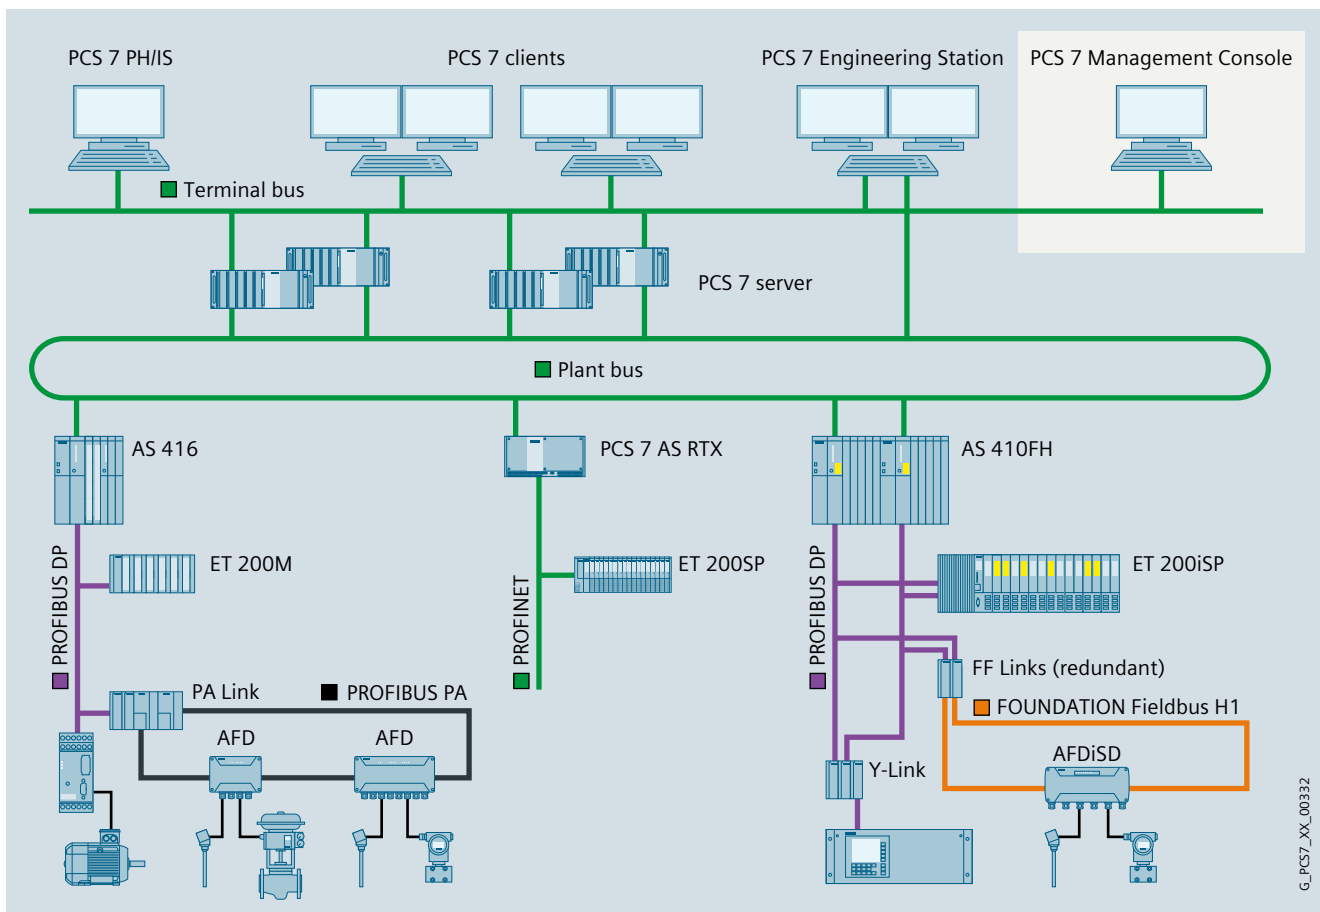 PCS 7 PH/IS
PCS 7 clients
PCS 7 Engineering Station
PCS 7 Management Console
Terminal bus
PCS 7 server
Plant bus
AS 416
PCS 7 AS RTX
AS 410FH
PROFIBUS DP
ET 200M
PROFINET
ET 200SP
PROFIBUS DP
ET 200iSP
PA Link
PROFIBUS PA
FF Links (redundant)
FOUNDATION Fieldbus H1
AFD
AFD
Y-Link
AFDiSD
G_PCS7_XX_00332